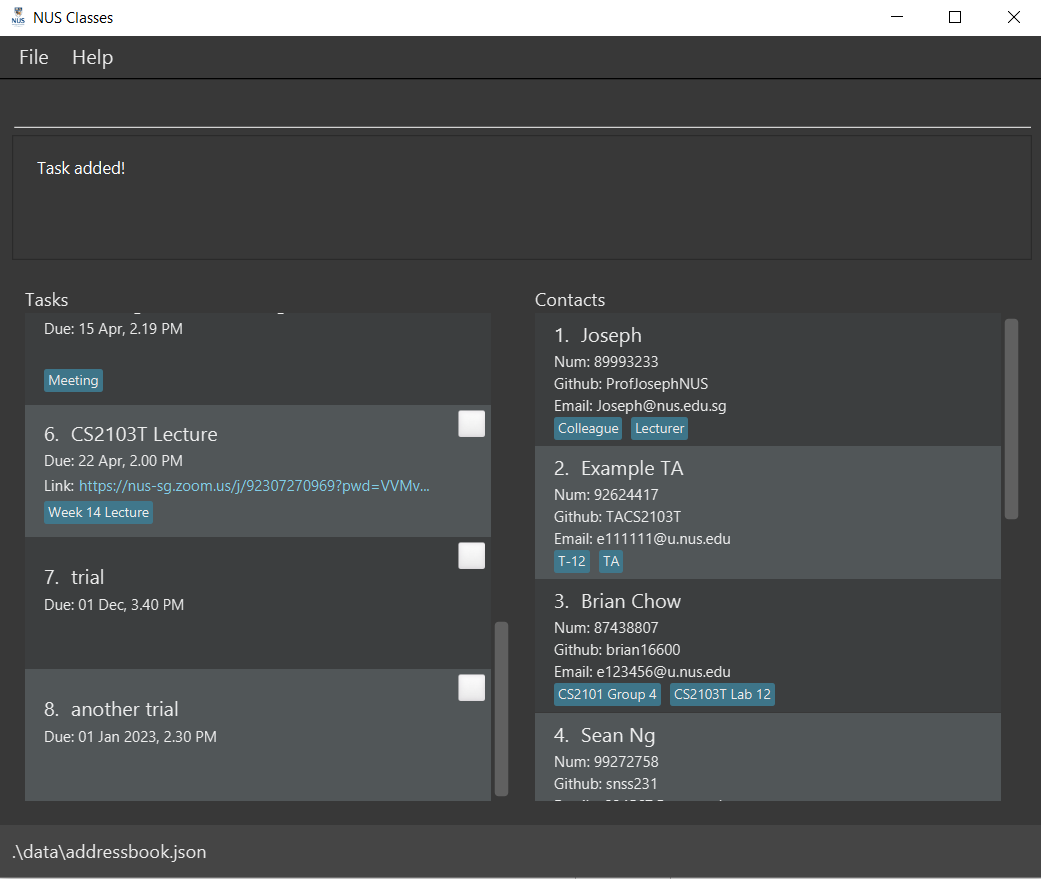 NUS Classes
File Help
Task added!
Tasks
Due: 15 Apr, 2.19 PM
Meeting
6. CS2103T Lecture
Due: 22 Apr, 2.00 PM
Link: https://nus-sg.zoom.us/j/92307270969?pwd=VVMv...
Week 14 Lecture
7. trial
Due: 01 Dec, 3.40 PM
8. another trial
Due: 01 Jan 2023, 2.30 PM
Contacts
1. Joseph
Num: 89993233
Github: ProfJosephNUS
Email: Joseph@nus.edu.sg
Colleague Lecturer
2. Example TA
Num: 92624417
Github: TACS2103T
Email: e111111@u.nus.edu
T-12 TA
3. Brian Chow
Num: 87438807
Github: brian16600
Email: e123456@u.nus.edu
CS2101 Group 4 CS2103T Lab 12
4. Sean Ng
Num: 99272758
Github: snss231
.\data\addressbook.json